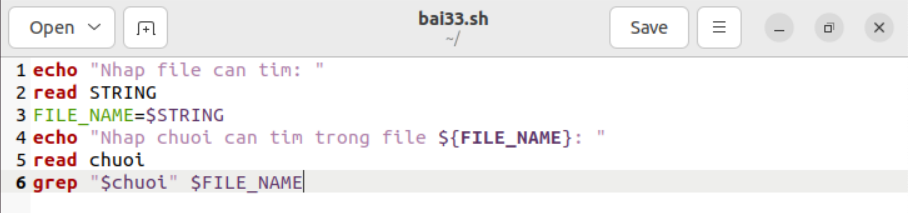 Open
bai33.sh
~/
Save
1 echo "Nhap file can tim: "
2 read STRING
3 FILE_NAME=$STRING
4 echo "Nhap chuoi can tim trong file ${FILE_NAME}: "
5 read chuoi
6 grep "$chuoi" $FILE_NAME